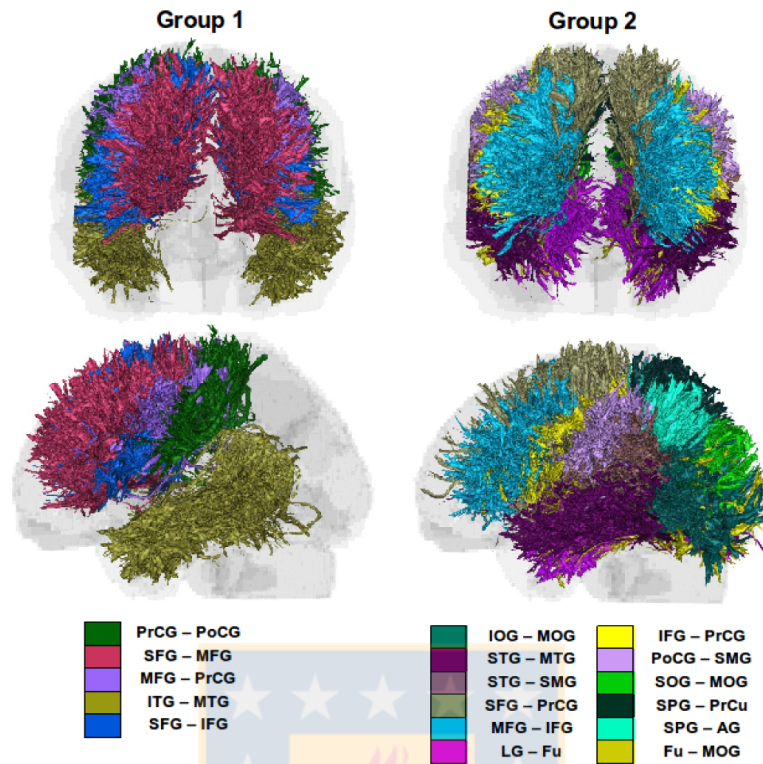 Group 1
Group 2
PrCG – PoCG
SFG – MFG
MFG – PrCG
ITG – MTG
SFG – IFG
IOG – MOG
STG – MTG
STG – SMG
SFG – PrCG
MFG – IFG
LG – Fu
IFG – PrCG
PoCG – SMG
SOG – MOG
SPG – PrCu
SPG – AG
Fu – MOG